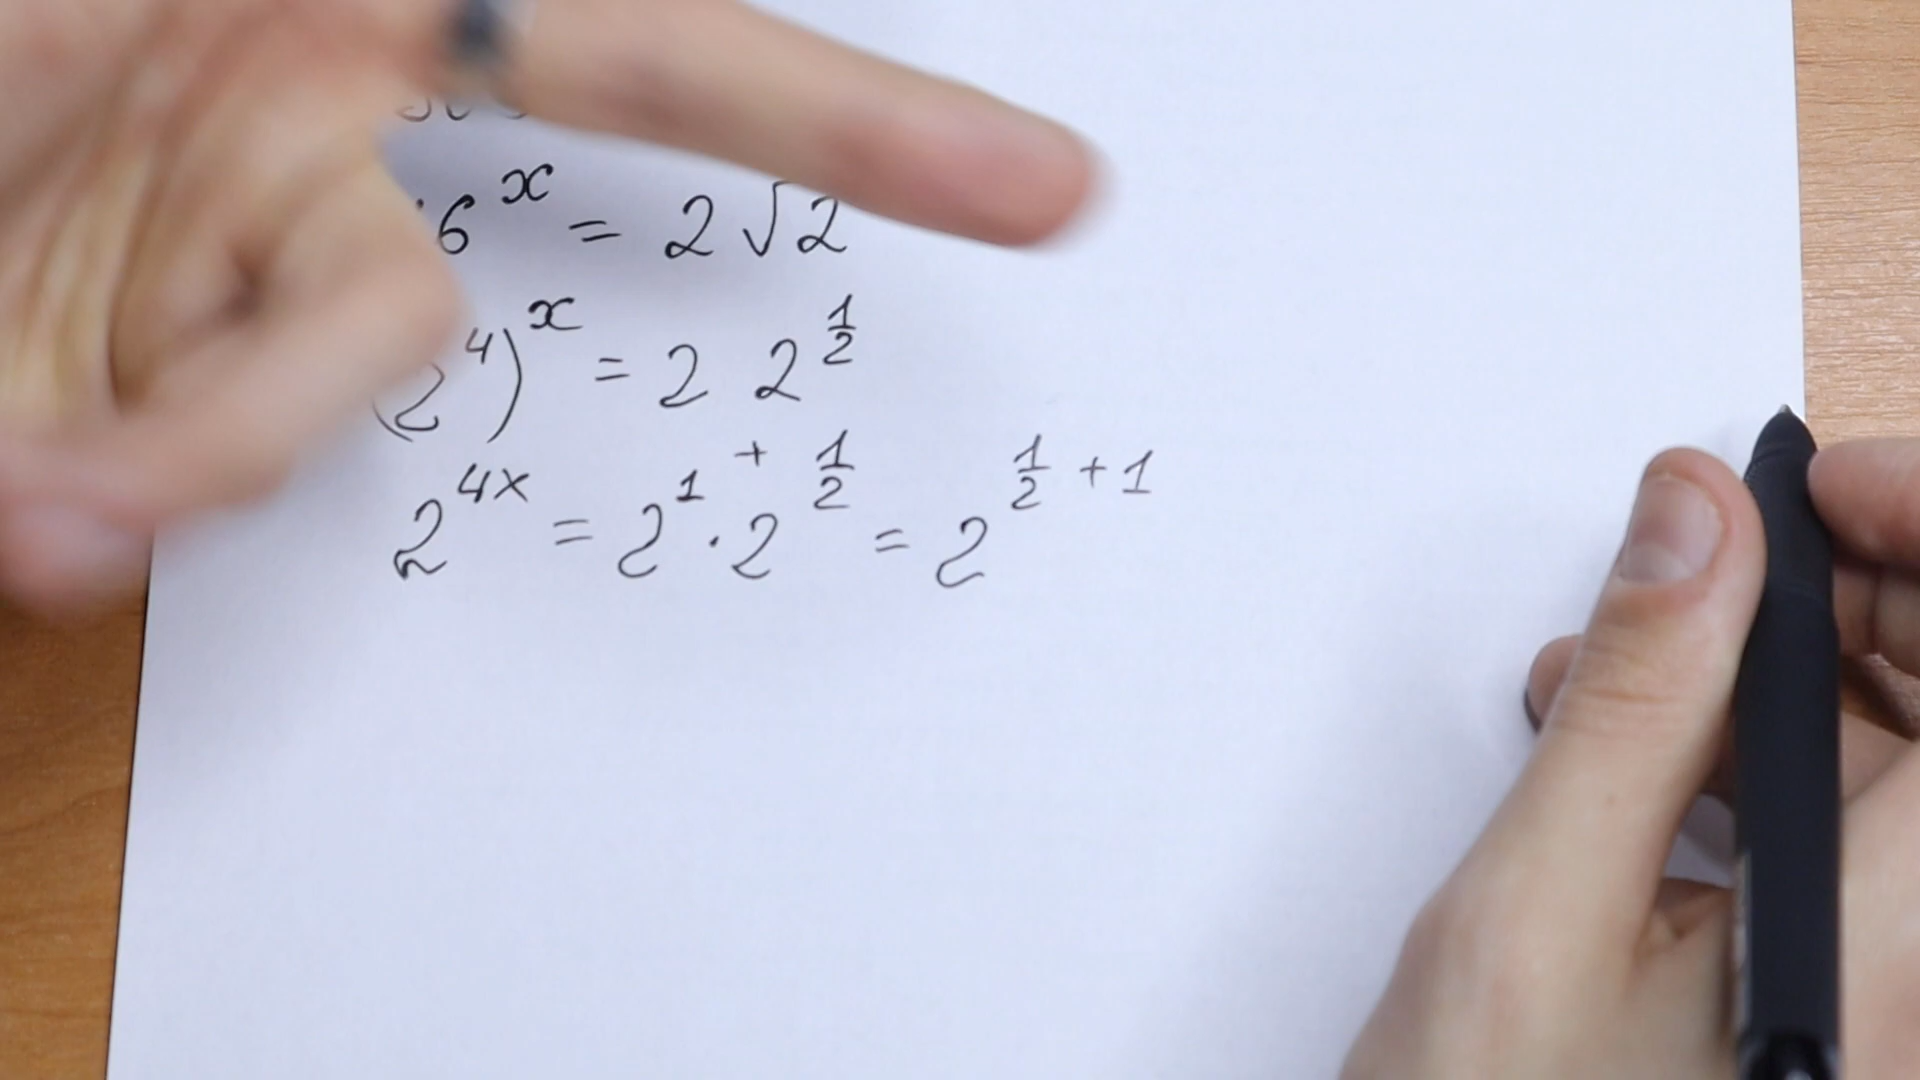 6^x = 2√2
(2^4)^x = 2 2^{1/2}
2^{4x} = 2^1 · 2^{+ 1/2} = 2^{1/2 + 1}